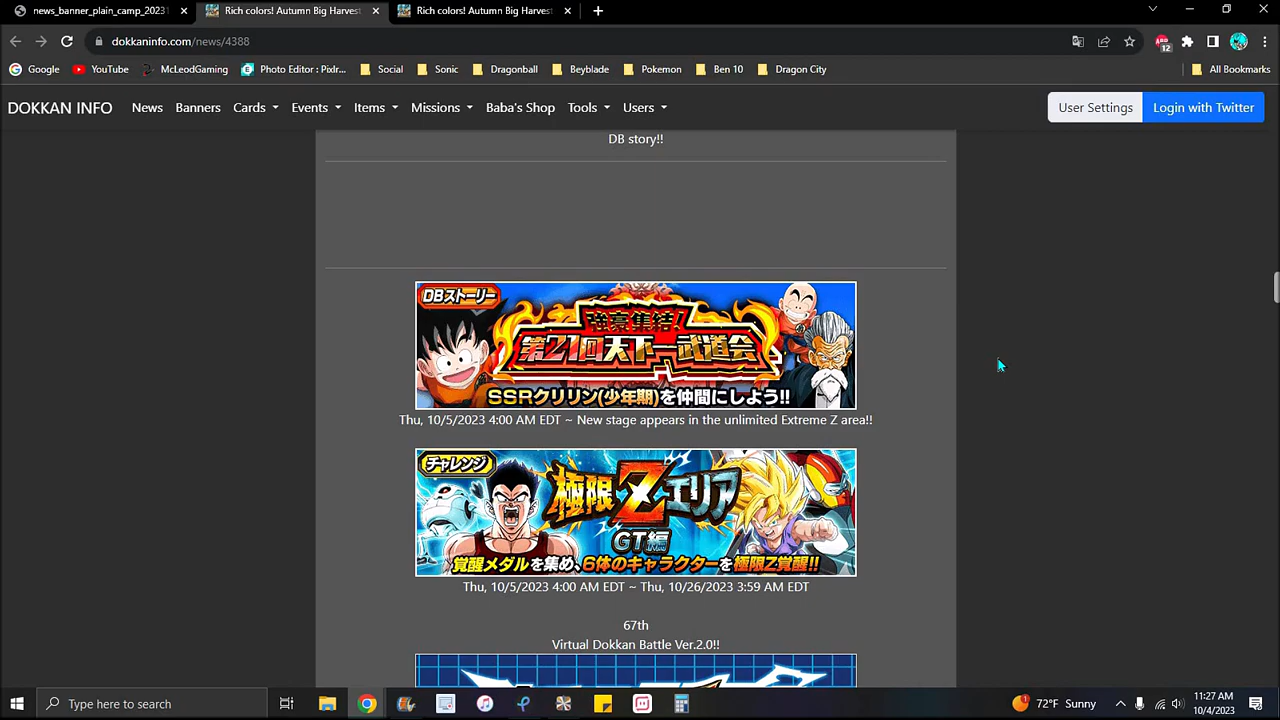 news_banner_plain_camp_20231
Rich colors! Autumn Big Harvest
Rich colors! Autumn Big Harvest
dokkaninfo.com/news/4388
12
Google
YouTube
McLeodGaming
Photo Editor : Pixlr...
Social
Sonic
Dragonball
Beyblade
Pokemon
Ben 10
Dragon City
All Bookmarks
DOKKAN INFO
News
Banners
Cards
Events
Items
Missions
Baba's Shop
Tools
Users
User Settings
Login with Twitter
DB story!!
DBストーリー
強豪集結!
第21回天下一武道会
SSRクリリン(少年期)を仲間にしよう!!
Thu, 10/5/2023 4:00 AM EDT ~ New stage appears in the unlimited Extreme Z area!!
チャレンジ
極限Zエリア
GT編
覚醒メダルを集め、6体のキャラクターを極限Z覚醒!!
Thu, 10/5/2023 4:00 AM EDT ~ Thu, 10/26/2023 3:59 AM EDT
67th
Virtual Dokkan Battle Ver.2.0!!
Type here to search
72°F Sunny
11:27 AM
10/4/2023